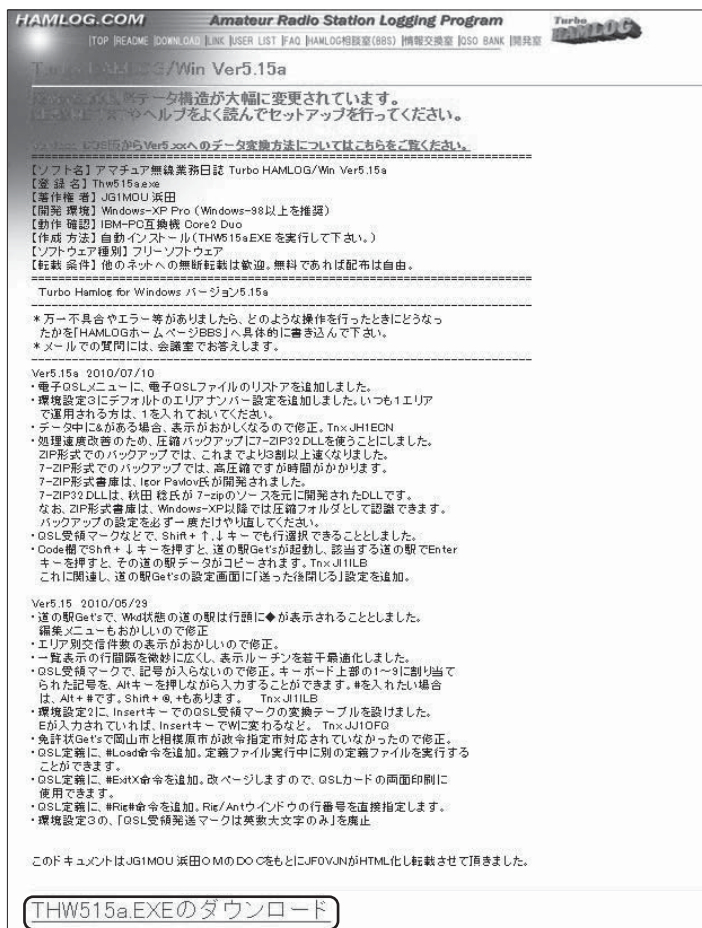 HAMLOG.COM Amateur Radio Station Logging Program Turbo HAMLOG
|TOP |README |DOWNLOAD |LINK |USER LIST |FAQ |HAMLOG相談室(BBS) |情報交換室 |QSO BANK |開発室
Turbo HAMLOG/Win Ver5.15a
データ構造が大幅に変更されています。
やヘルプをよく読んでセットアップを行ってください。
DOS版からVer5.xxへのデータ変換方法についてはこちらをご覧ください。
==========================================================
【ソフト名】 アマチュア無線業務日誌 Turbo HAMLOG/Win Ver5.15a
【登 録 名】 Thw515a.exe
【著作権 者】 JG1MOU 浜田
【開発 環境】 Windows-XP Pro (Windows-98以上を推奨)
【動作 確認】 IBM-PC互換機 Core2 Duo
【作成 方法】 自動インストール(THW515a.EXE を実行して下さい。)
【ソフトウェア種別】 フリーソフトウェア
【転載 条件】 他のネットへの無断転載は歓迎。無料であれば配布は自由。
==========================================================
Turbo Hamlog for Windows バージョン5.15a
----------------------------------------------------------
*万一不具合やエラー等がありましたら、どのような操作を行ったときにどうなっ
たかを「HAMLOGホームページBBS」へ具体的に書き込んで下さい。
*メールでの質問には、会議室でお答えします。
----------------------------------------------------------
Ver5.15a 2010/07/10
・電子QSLメニューに、電子QSLファイルのリストアを追加しました。
・環境設定3にデフォルトのエリアナンバー設定を追加しました。いつも1エリア
で運用される方は、1を入れておいてください。
・データ中に&がある場合、表示がおかしくなるので修正。Tnx JH1ECN
・処理速度改善のため、圧縮バックアップに7-ZIP32.DLLを使うことにしました。
ZIP形式でのバックアップでは、これまでより3割以上速くなりました。
7-ZIP形式でのバックアップでは、高圧縮ですが時間がかかります。
7-ZIP形式書庫は、Igor Pavlov氏が開発されました。
7-ZIP32.DLLは、秋田 稔氏が 7-zipのソースを元に開発されたDLLです。
なお、ZIP形式書庫は、Windows-XP以降では圧縮フォルダとして認識できます。
バックアップの設定を必ず一度だけやり直してください。
・QSL受領マークなどで、Shift+↑,↓キーでも行選択できることとしました。
・Code欄でShft+↓キーを押すと、道の駅Get'sが起動し、該当する道の駅でEnter
キーを押すと、その道の駅データがコピーされます。Tnx JI1ILB
これに関連し、道の駅Get'sの設定画面に「送った後閉じる」設定を追加。
Ver5.15 2010/05/29
・道の駅Get'sで、Wkd状態の道の駅は行頭に◆が表示されることとしました。
編集メニューもおかしいので修正
・エリア別交信件数の表示がおかしいので修正。
・一覧表示の行間隔を微妙に広くし、表示ルーチンを若干最適化しました。
・QSL受領マークで、記号が入らないので修正。キーボード上部の1~9に割り当て
られた記号を、Altキーを押しながら入力することができます。#を入れたい場合
は、Alt+#です。Shift+@,+もあります。 Tnx JI1ILB
・環境設定2に、InsertキーでのQSL受領マークの変換テーブルを設けました。
Eが入力されていれば、InsertキーでWに変わるなど。 Tnx JJ1OFQ
・免許状Get'sで岡山市と相模原市が政令指定市対応されていなかったので修正。
・QSL定義に、#Load命令を追加。定義ファイル実行中に別の定義ファイルを実行する
ことができます。
・QSL定義に、#ExitX命令を追加。改ページしますので、QSLカードの両面印刷に
使用できます。
・QSL定義に、#Rig#命令を追加。Rig/Antウインドウの行番号を直接指定します。
・環境設定3の、「QSL受領発送マークは英数大文字のみ」を廃止
このドキュメントはJG1MOU 浜田OMのDOCをもとにJF0VJNがHTML化し転載させて頂きました。
THW515a.EXEのダウンロード